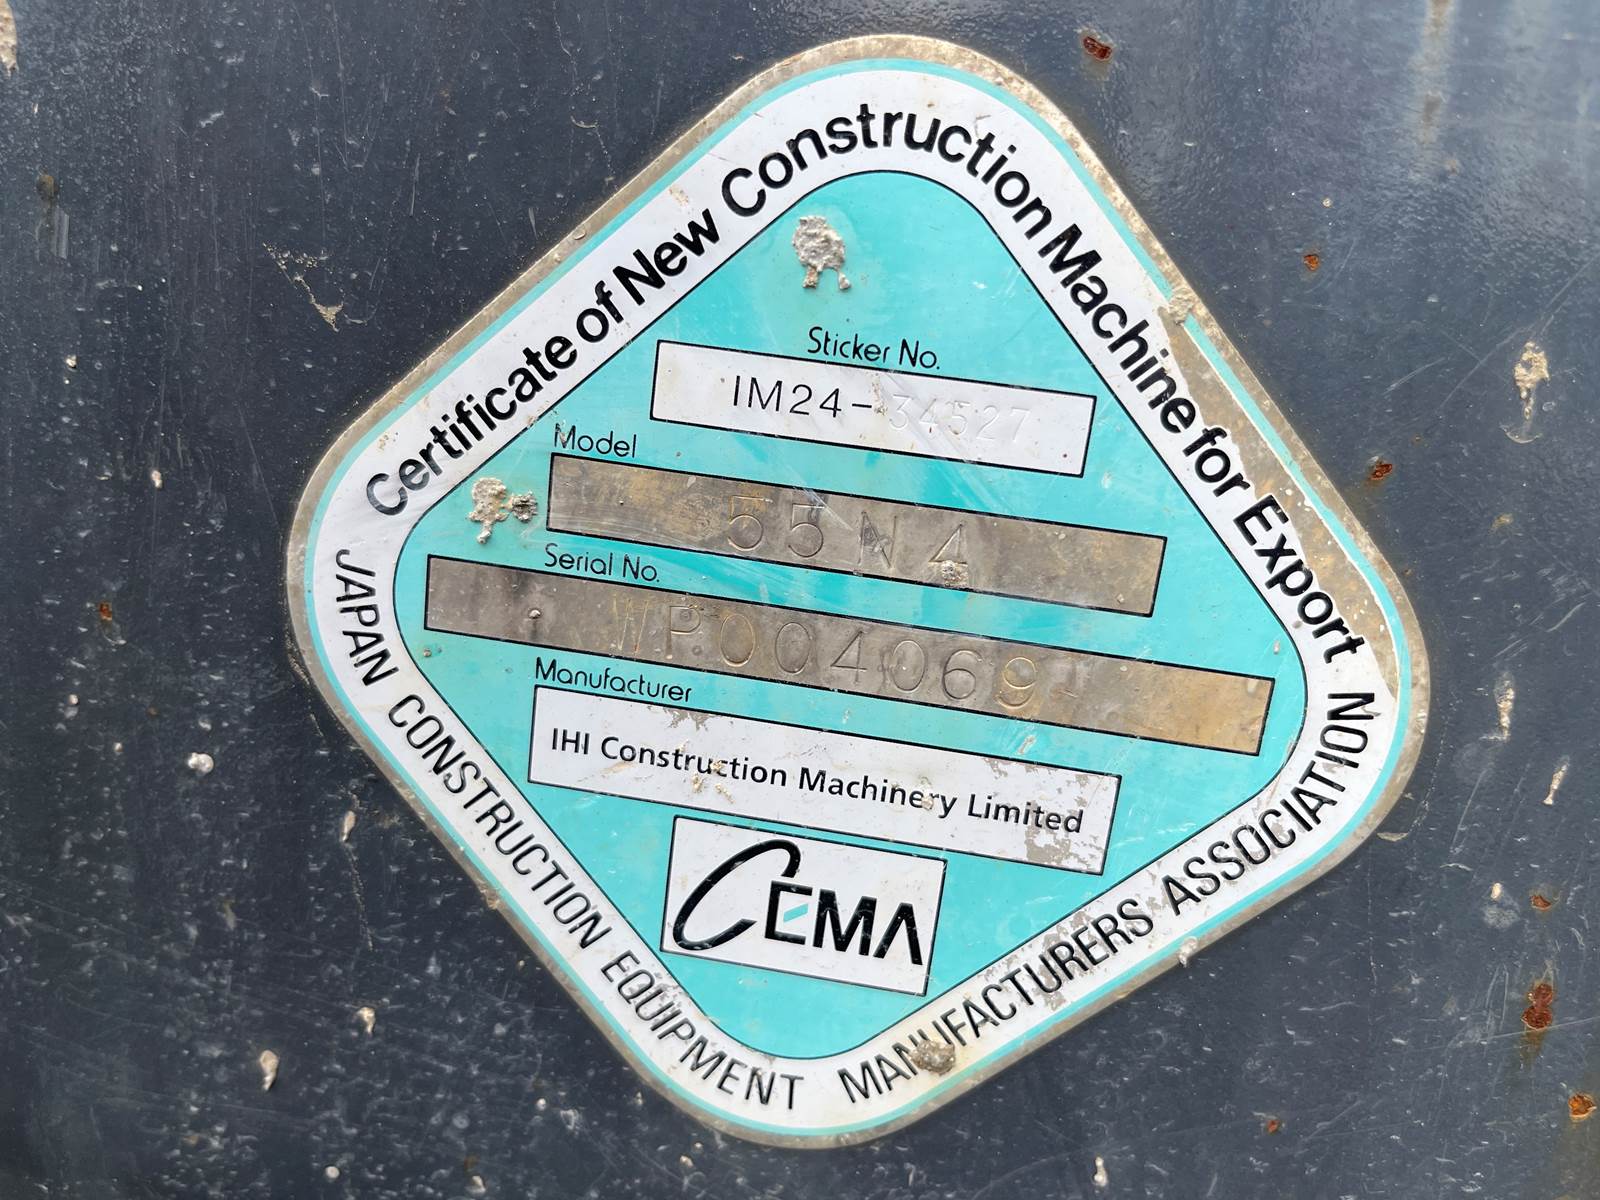 Certificate of New Construction Machine for Export
Sticker No.
IM24-34527
Model
55N4
Serial No.
WP004069
Manufacturer
IHI Construction Machinery Limited
CEMA
JAPAN CONSTRUCTION EQUIPMENT MANUFACTURERS ASSOCIATION